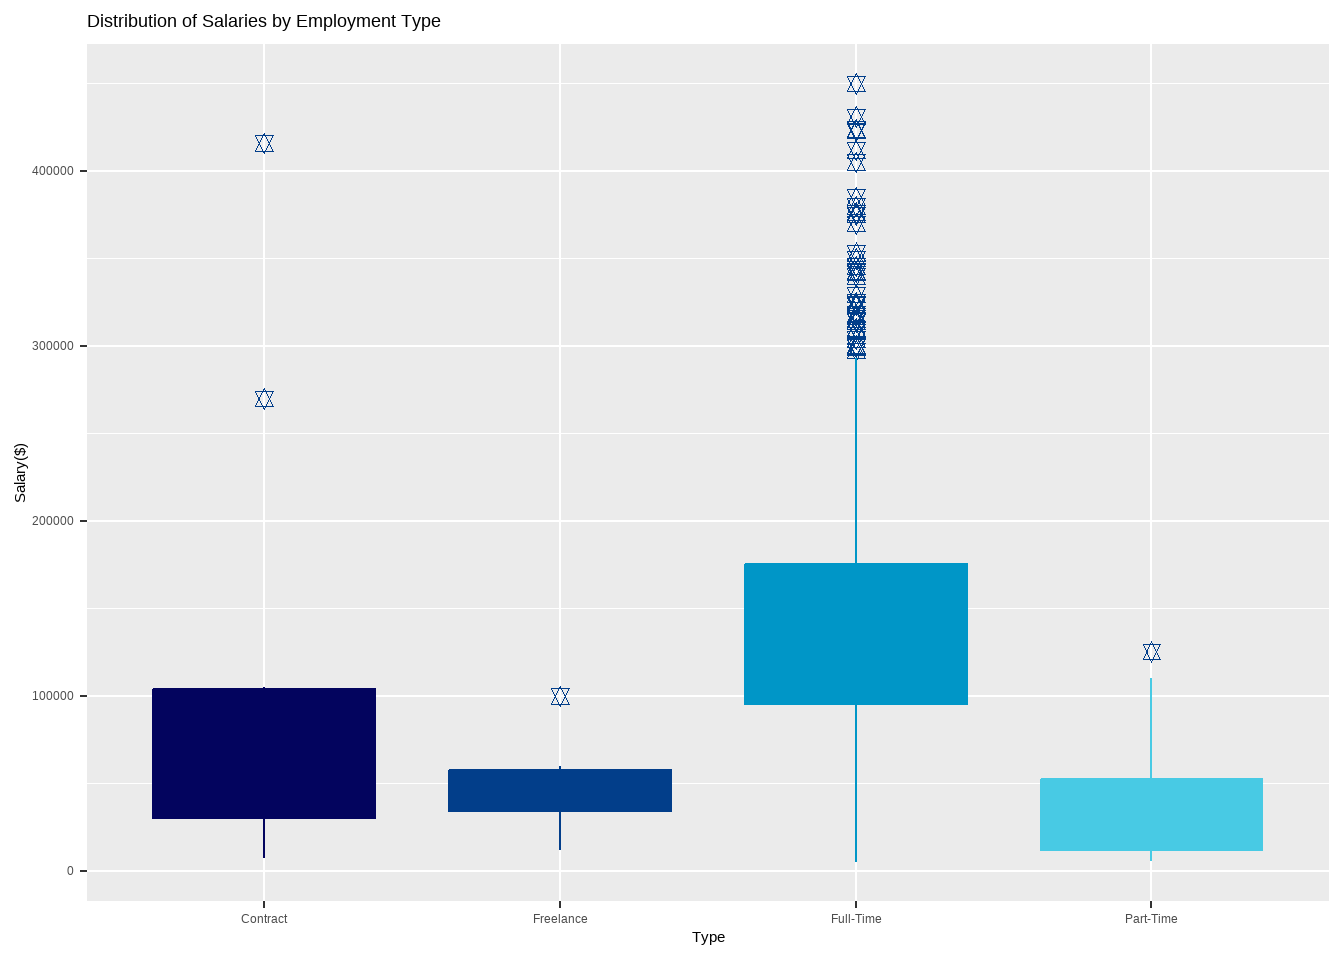 Distribution of Salaries by Employment Type
Salary($)
400000
300000
200000
100000
0
Contract
Freelance
Full-Time
Part-Time
Type